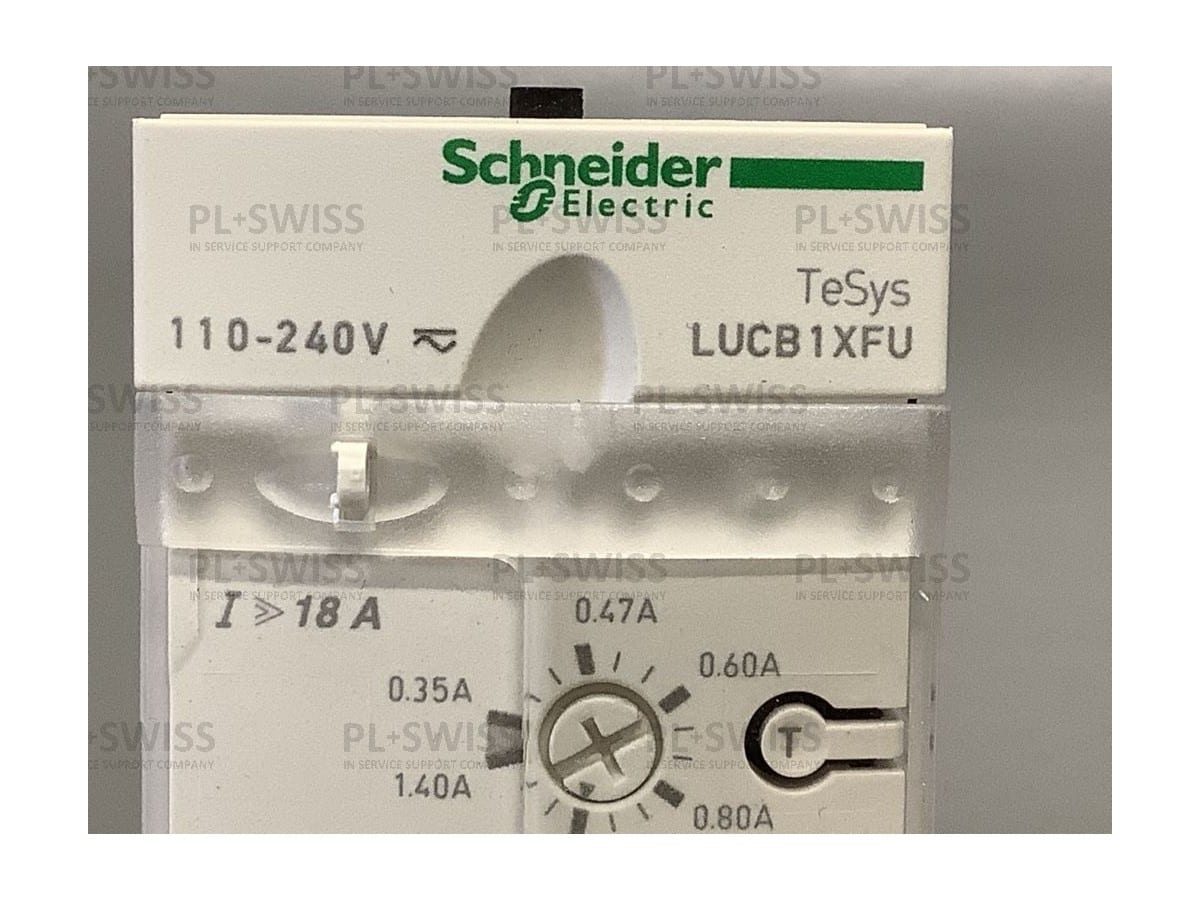 Schneider
Electric
TeSys
110-240V
LUCB1XFU
I ≫ 18 A
0.47A
0.60A
0.35A
T
1.40A
0.80A
PL+SWISS
IN SERVICE SUPPORT COMPANY